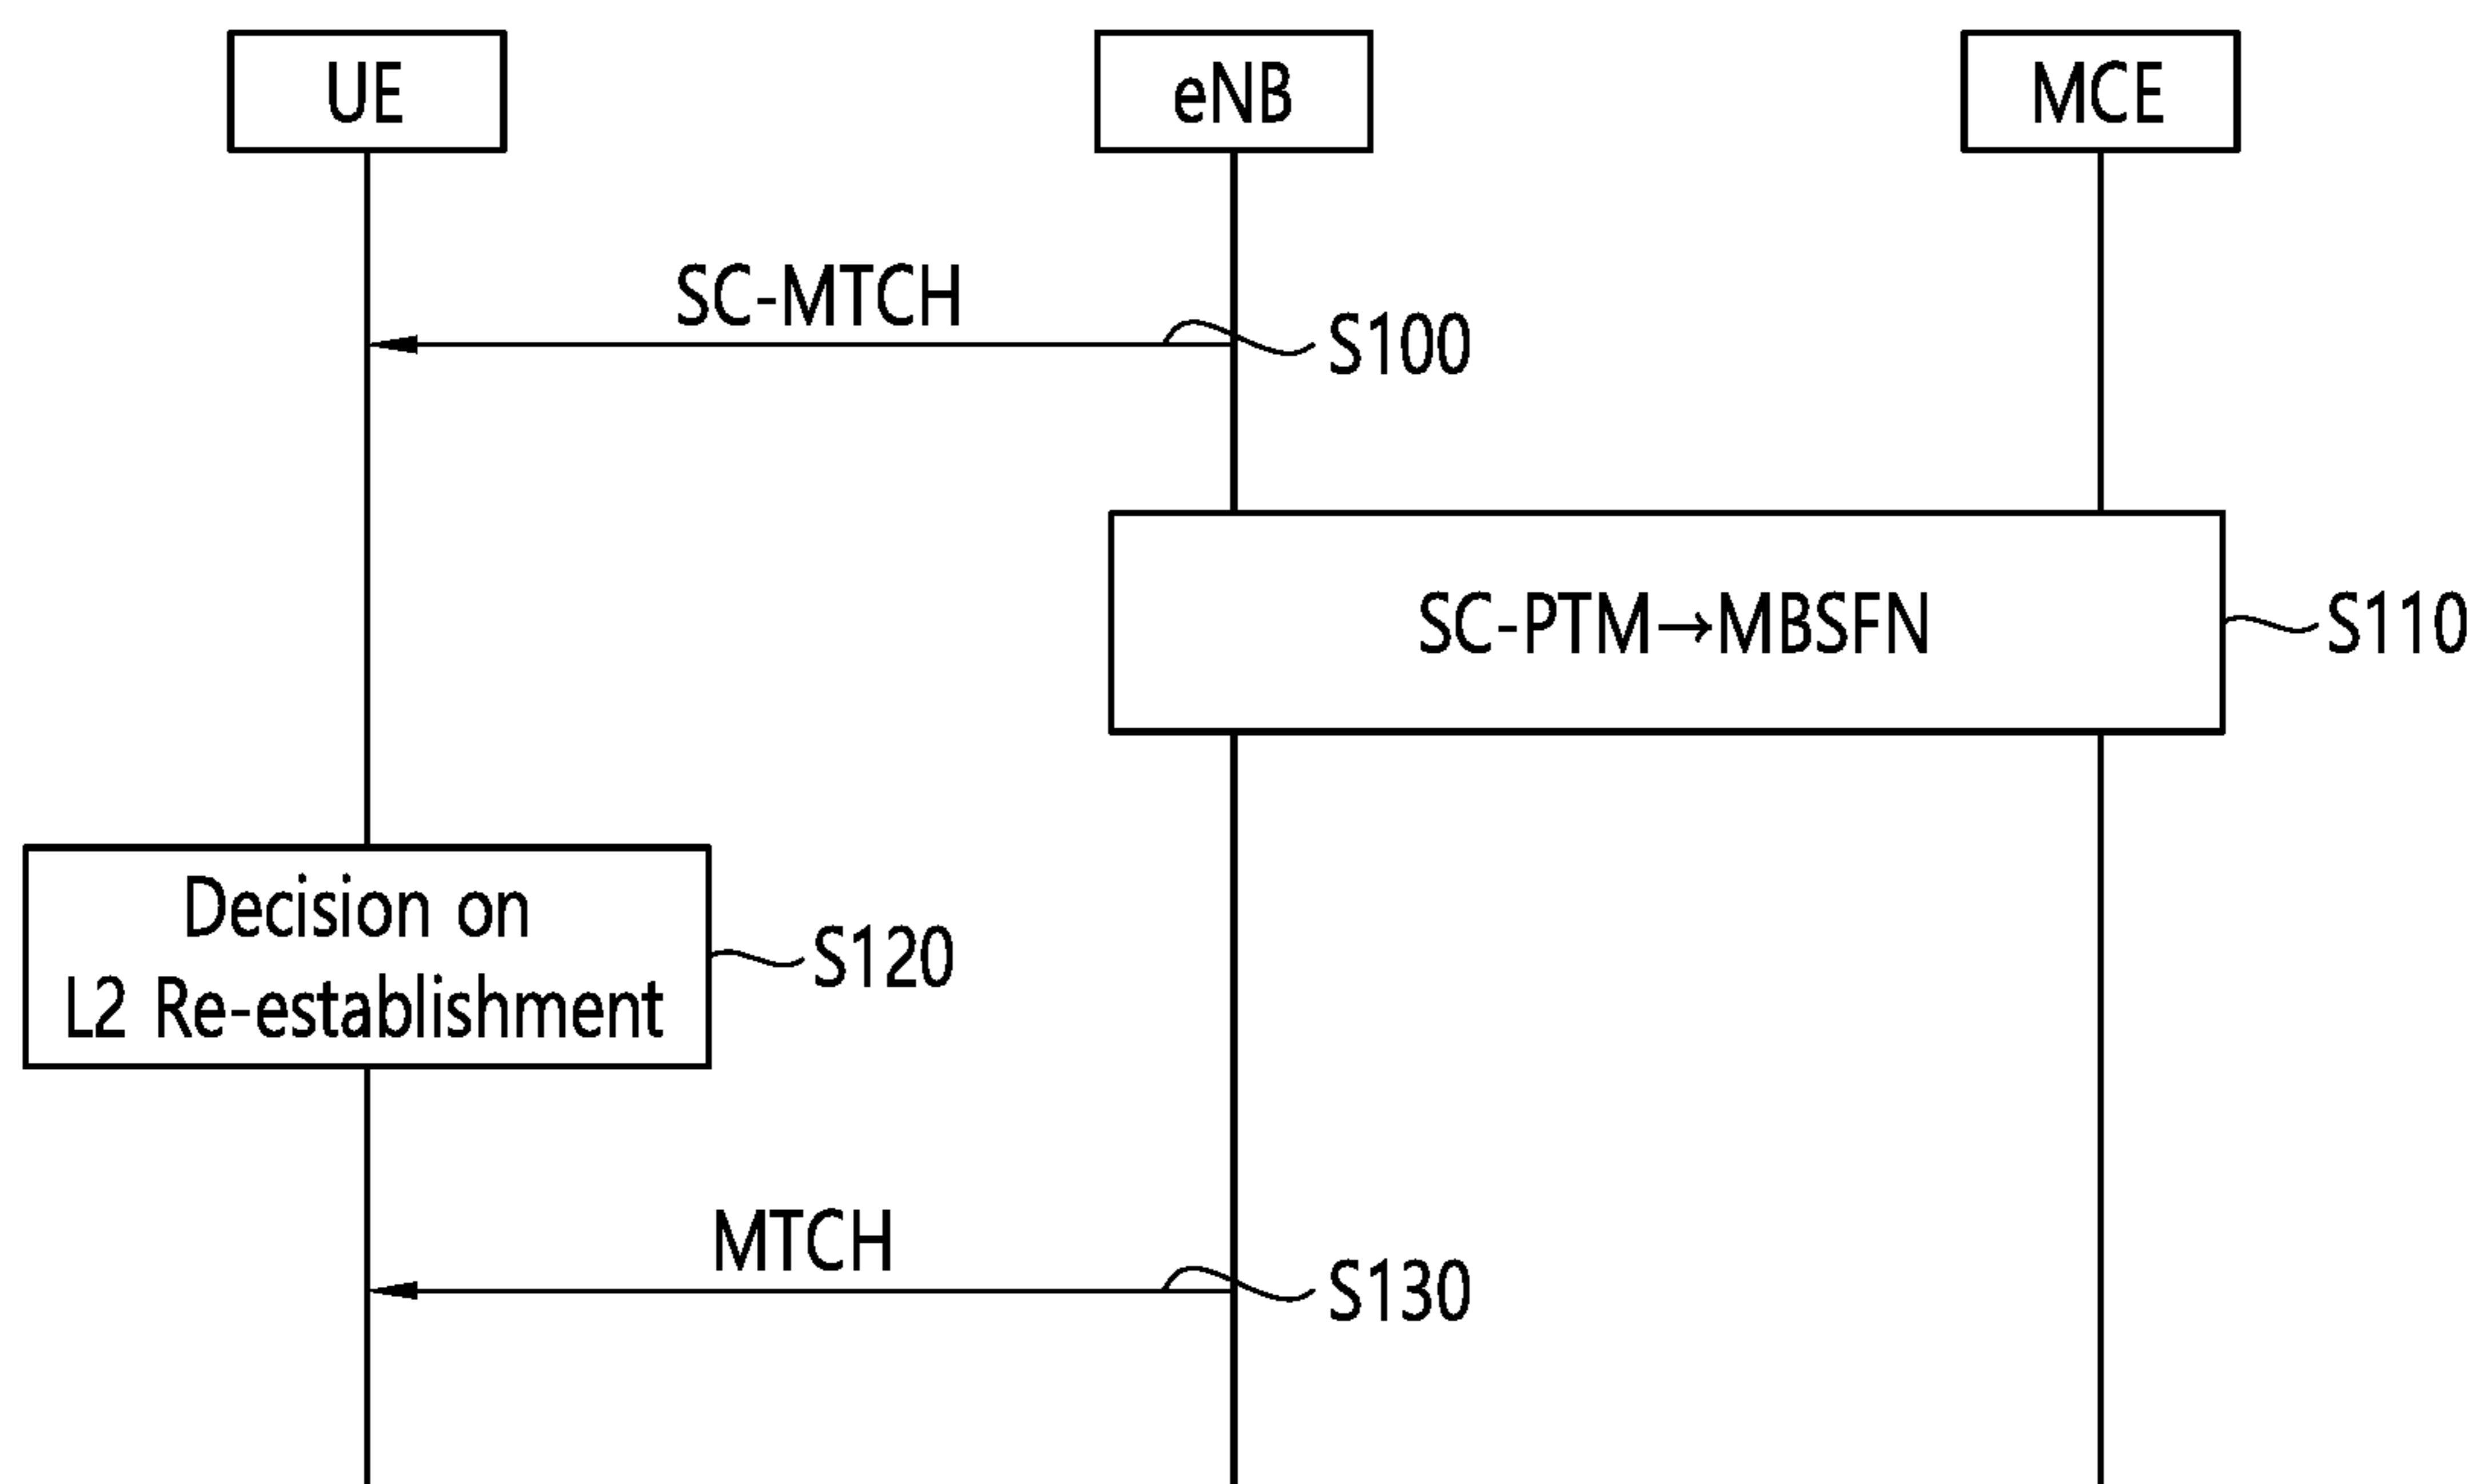 UE
eNB
MCE
SC-MTCH
S100
SC-PTM→MBSFN
S110
Decision on
L2 Re-establishment
S120
MTCH
S130